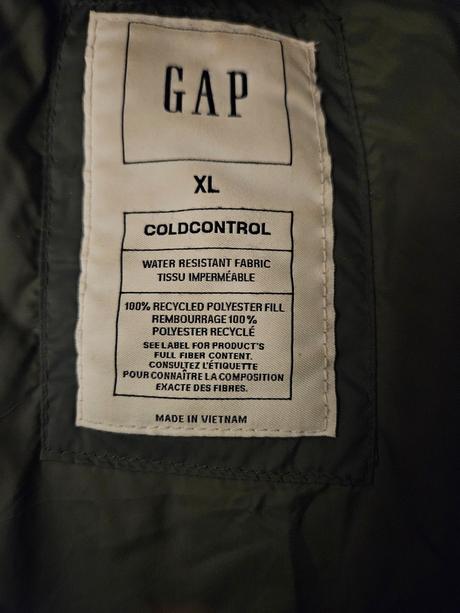 GAP
XL
COLDCONTROL
WATER RESISTANT FABRIC
TISSU IMPERMÉABLE
100% RECYCLED POLYESTER FILL
REMBOURRAGE 100%
POLYESTER RECYCLÉ
SEE LABEL FOR PRODUCT'S
FULL FIBER CONTENT.
CONSULTEZ L'ÉTIQUETTE
POUR CONNAÎTRE LA COMPOSITION
EXACTE DES FIBRES.
MADE IN VIETNAM